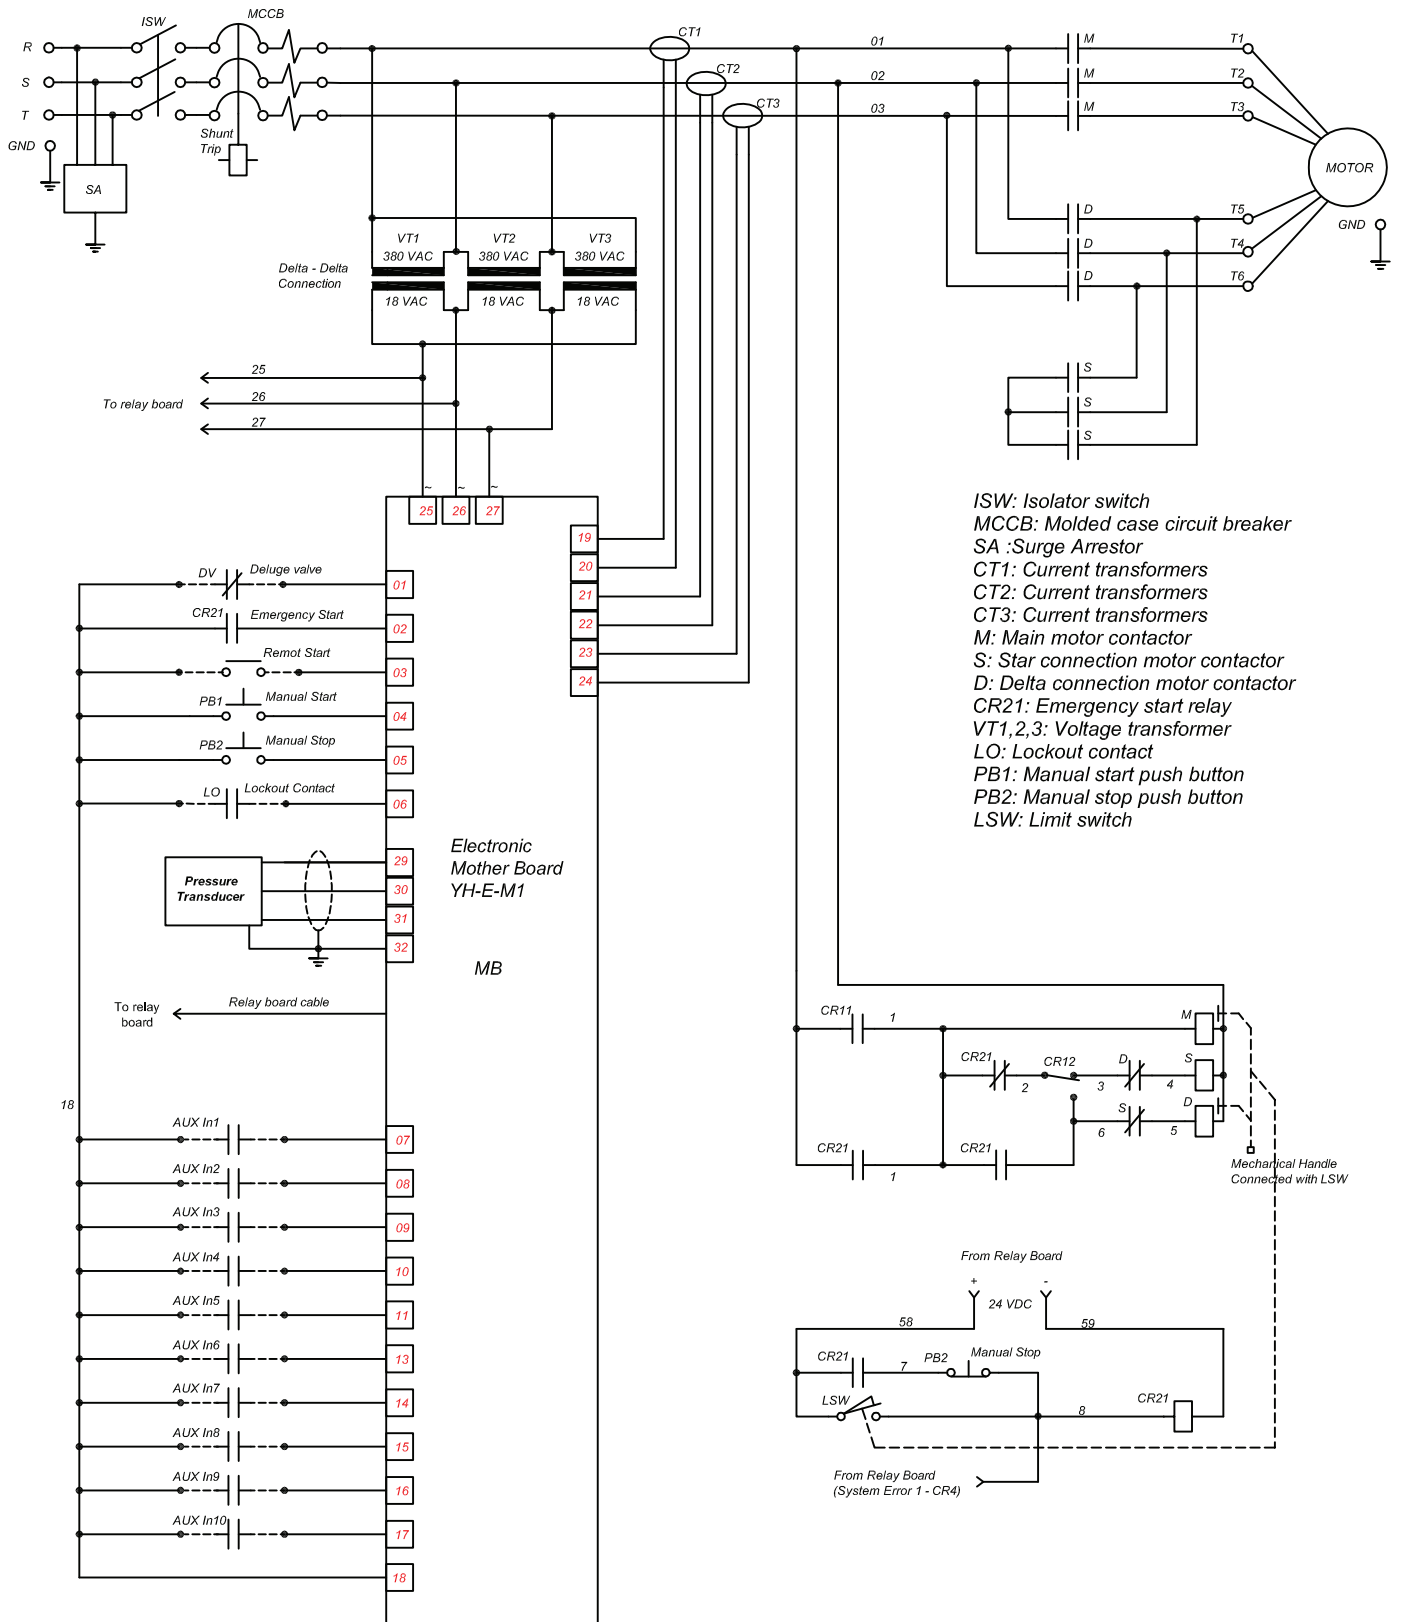 ISW
MCCB
R
S
T
GND
SA
Shunt
Trip
CT1
CT2
CT3
01
02
03
M
M
M
T1
T2
T3
MOTOR
D
D
D
T5
T4
T6
GND
S
S
S
VT1
380 VAC
VT2
380 VAC
VT3
380 VAC
Delta - Delta
Connection
18 VAC
18 VAC
18 VAC
25
To relay board
26
27
~
~
~
25
26
27
19
20
21
22
23
24
ISW: Isolator switch
MCCB: Molded case circuit breaker
SA :Surge Arrestor
CT1: Current transformers
CT2: Current transformers
CT3: Current transformers
M: Main motor contactor
S: Star connection motor contactor
D: Delta connection motor contactor
CR21: Emergency start relay
VT1,2,3: Voltage transformer
LO: Lockout contact
PB1: Manual start push button
PB2: Manual stop push button
LSW: Limit switch
DV Deluge valve
01
CR21 Emergency Start
02
Remot Start
03
PB1 Manual Start
04
PB2 Manual Stop
05
LO Lockout Contact
06
Pressure
Transducer
29
30
31
32
Electronic
Mother Board
YH-E-M1
MB
To relay
board
Relay board cable
18
AUX In1
07
AUX In2
08
AUX In3
09
AUX In4
10
AUX In5
11
AUX In6
13
AUX In7
14
AUX In8
15
AUX In9
16
AUX In10
17
18
CR11
1
M
CR21
2
CR12
3
D
4
S
S
6
5
D
CR21
1
CR21
Mechanical Handle
Connected with LSW
From Relay Board
+
-
24 VDC
58
59
CR21
7
PB2
Manual Stop
LSW
8
CR21
From Relay Board
(System Error 1 - CR4)